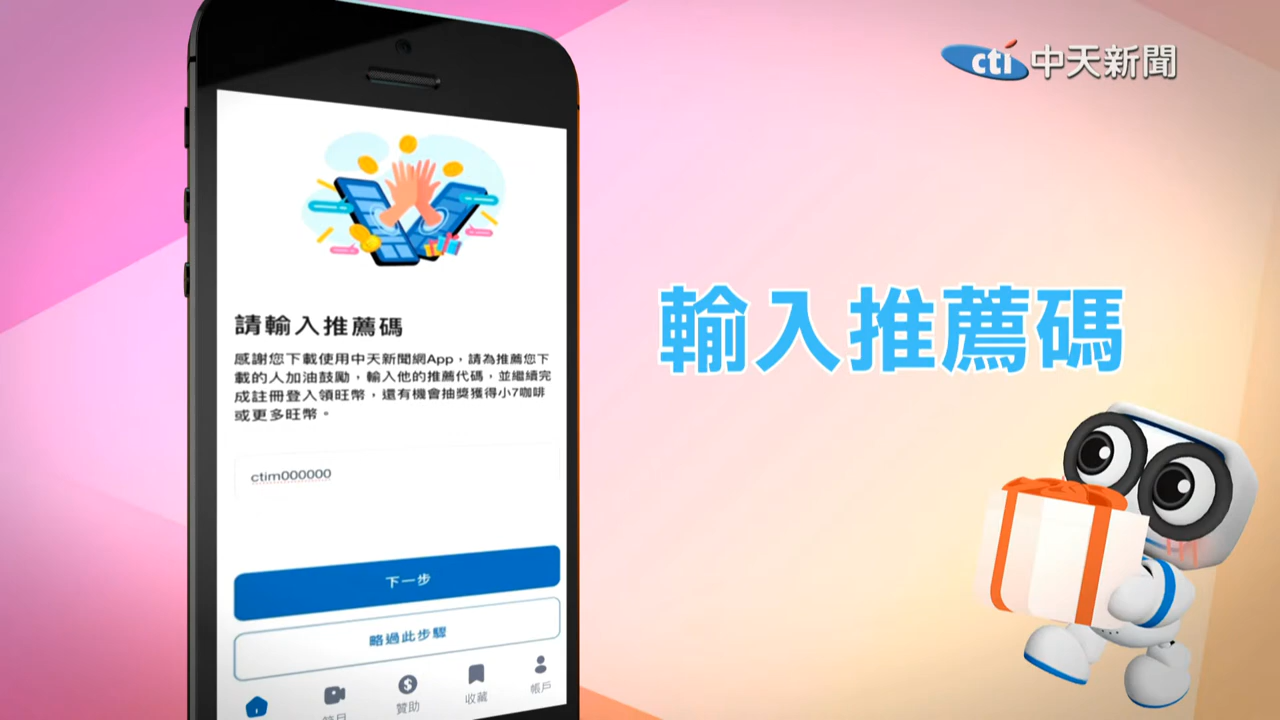 cti 中天新聞
請輸入推薦碼
感謝您下載使用中天新聞網App，請為推薦您下
載的人加油鼓勵，輸入他的推薦代碼，並繼續完
成註冊登入領旺幣，還有機會抽獎獲得小7咖啡
或更多旺幣。
ctim000000
下一步
略過此步驟
節目
贊助
收藏
帳戶
輸入推薦碼